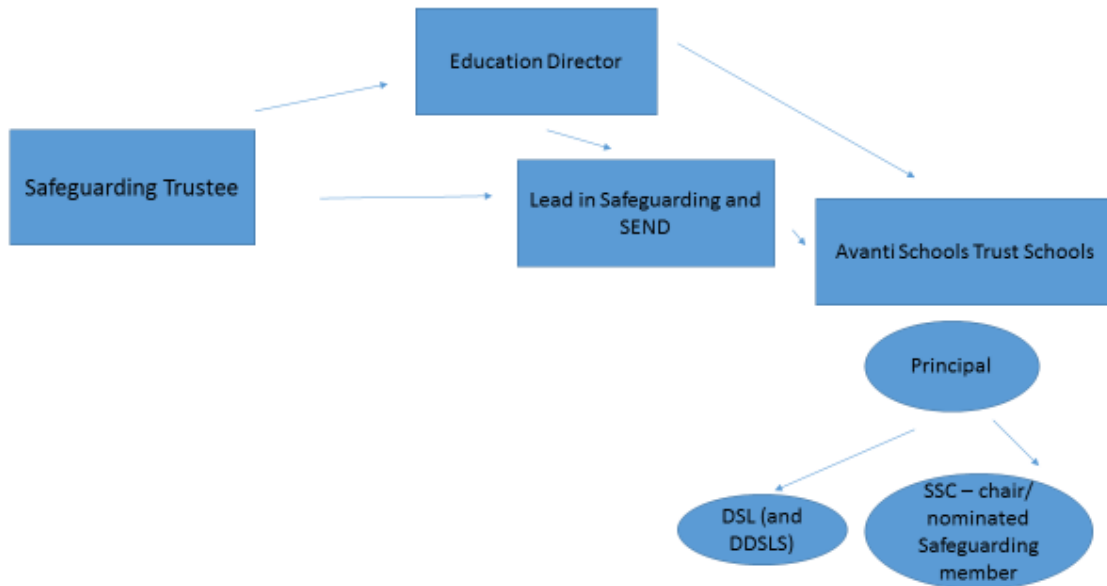 Education Director
Safeguarding Trustee
Lead in Safeguarding and
SEND
Avanti Schools Trust Schools
Principal
DSL (and
DDSLS)
SSC – chair/
nominated
Safeguarding
member